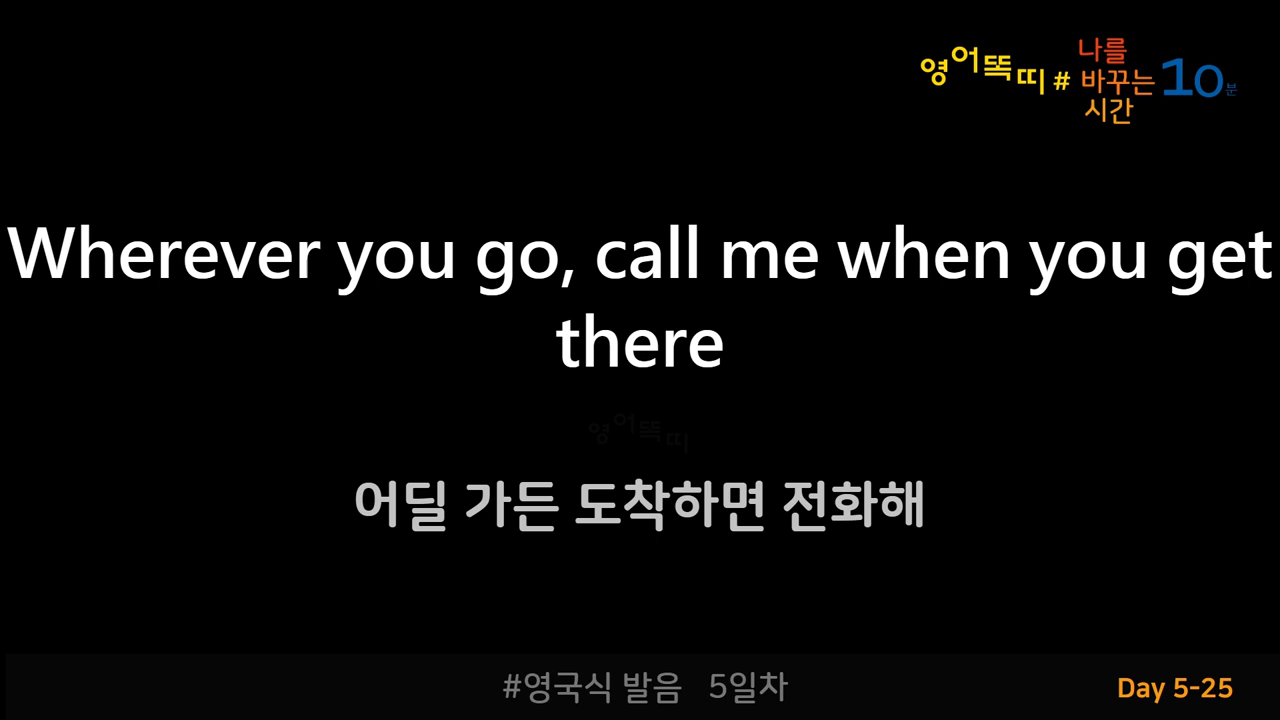 영어똑띠 # 나를 바꾸는 시간 10분
Wherever you go, call me when you get
there
영어똑띠
어딜 가든 도착하면 전화해
#영국식 발음 5일차
Day 5-25